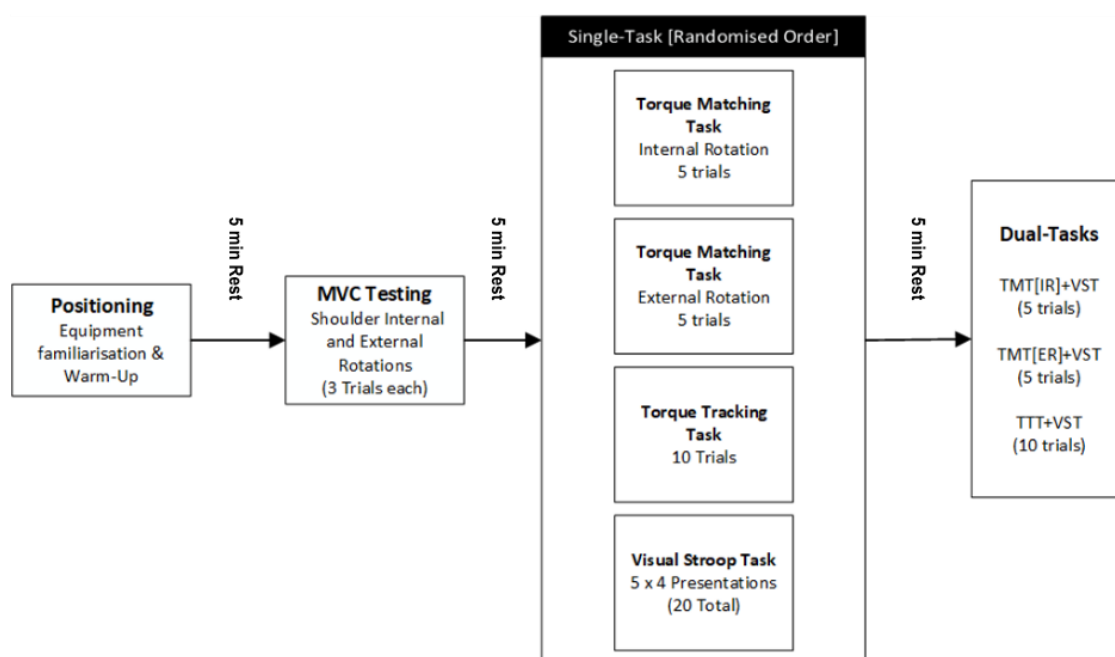 Positioning
Equipment
familiarisation &
Warm-Up
5 min Rest
MVC Testing
Shoulder Internal
and External
Rotations
(3 Trials each)
5 min Rest
Single-Task [Randomised Order]
Torque Matching
Task
Internal Rotation
5 trials
Torque Matching
Task
External Rotation
5 trials
Torque Tracking
Task
10 Trials
Visual Stroop Task
5 x 4 Presentations
(20 Total)
5 min Rest
Dual-Tasks
TMT[IR]+VST
(5 trials)
TMT[ER]+VST
(5 trials)
TTT+VST
(10 trials)